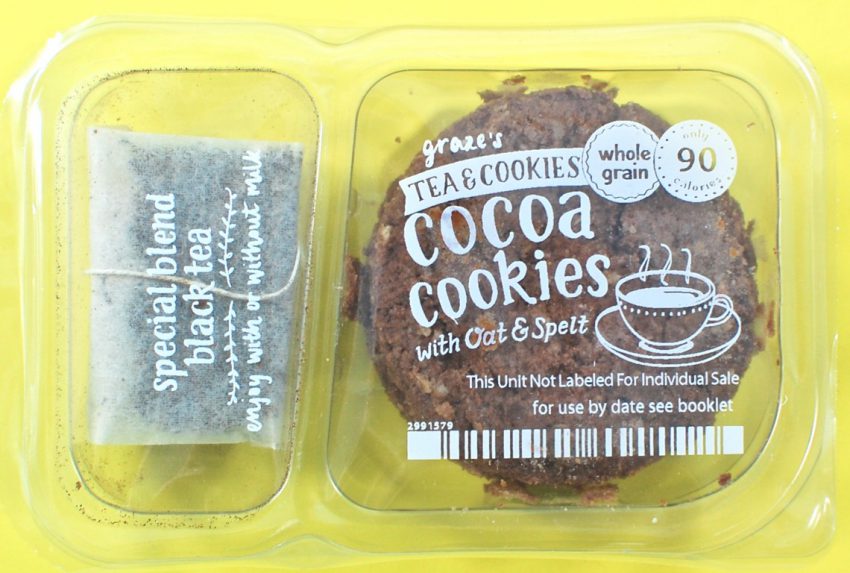 special blend
black tea
enjoy with or without milk
graze's
TEA & COOKIES
cocoa
cookies
with Oat & Spelt
whole
grain
only
90
calories
This Unit Not Labeled For Individual Sale
for use by date see booklet
2991579